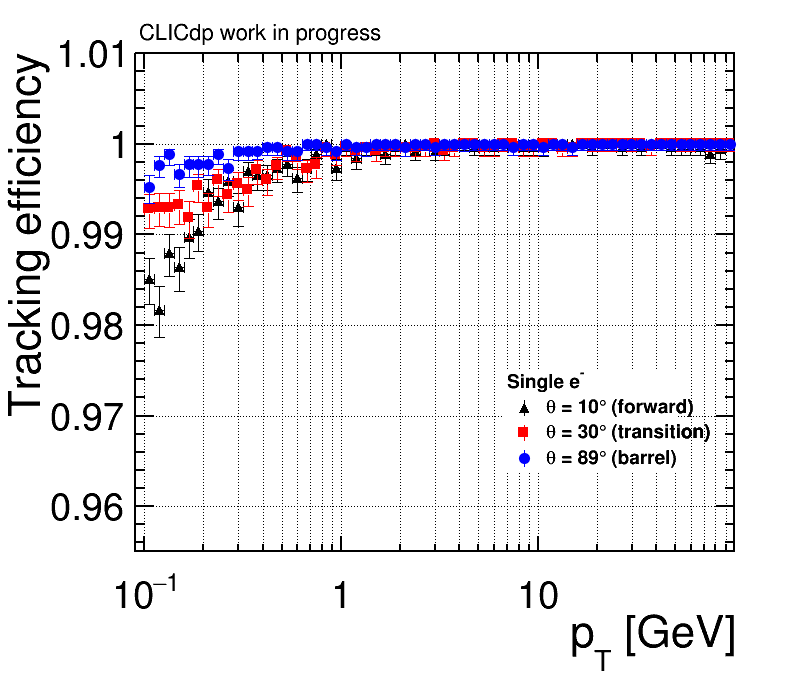 CLICdp work in progress
Tracking efficiency
1.01
1
0.99
0.98
0.97
0.96
Single e⁻
θ = 10° (forward)
θ = 30° (transition)
θ = 89° (barrel)
10⁻¹
1
10
p_T [GeV]